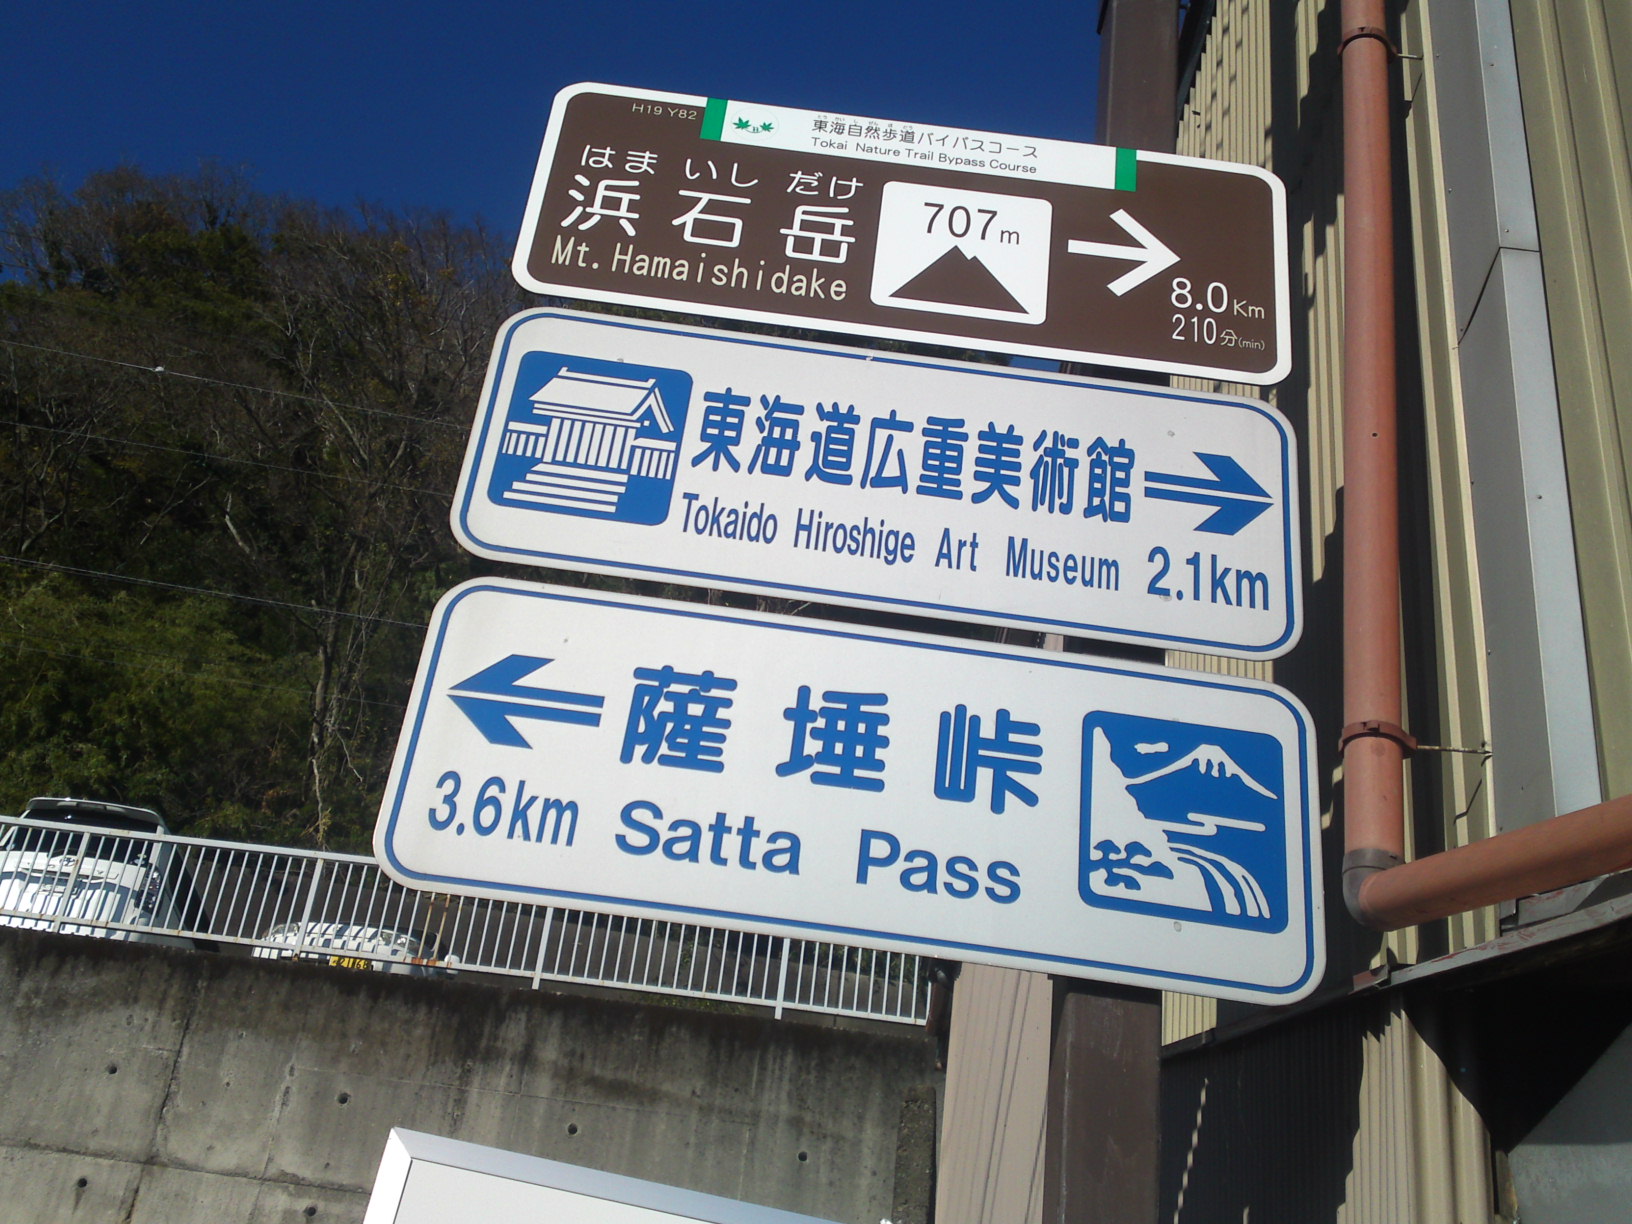 H19 Y82
とう かい し ぜん ほ どう
東海自然歩道バイパスコース
Tokai Nature Trail Bypass Course
はま いし だけ
浜石岳
Mt. Hamaishidake
707m
8.0Km
210分(min)
東海道広重美術館
Tokaido Hiroshige Art Museum 2.1km
薩埵峠
3.6km Satta Pass